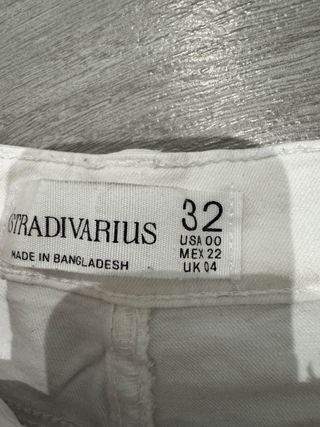 STRADIVARIUS
MADE IN BANGLADESH
32
USA 00
MEX 22
UK 04